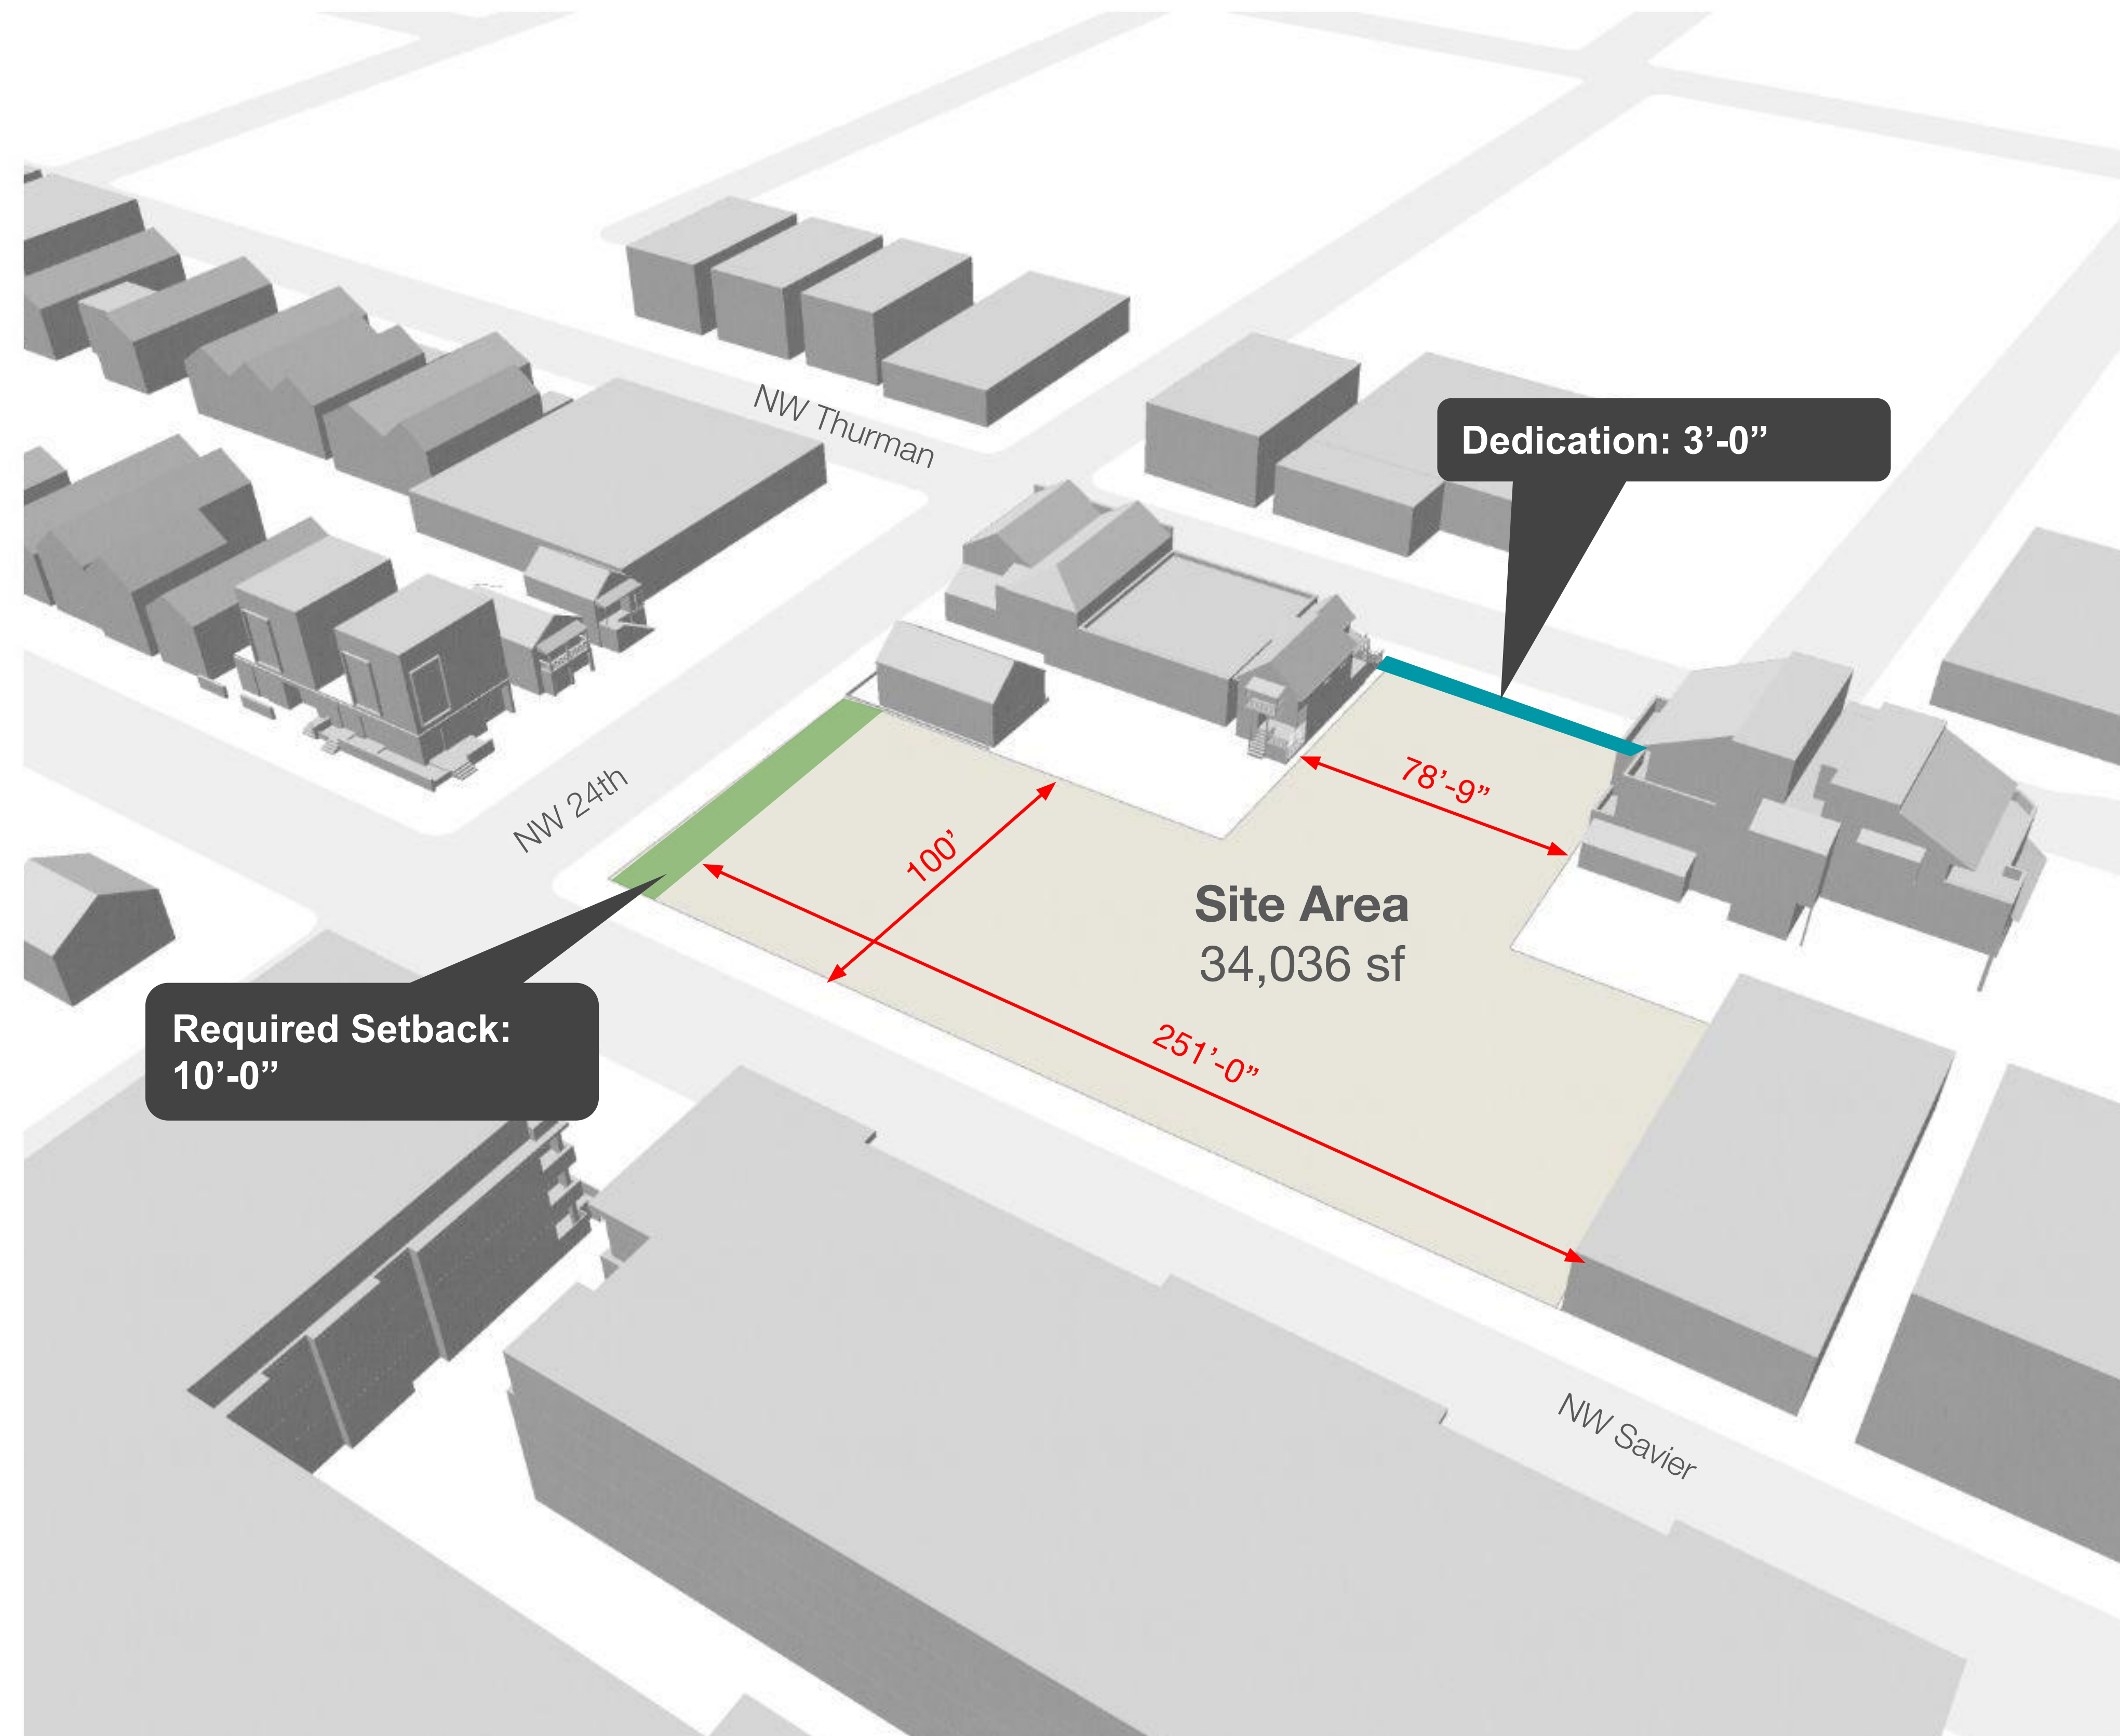 NW Thurman
Dedication: 3’-0”
78’-9”
NW 24th
100’
Site Area
34,036 sf
Required Setback:
10’-0”
251’-0”
NW Savier